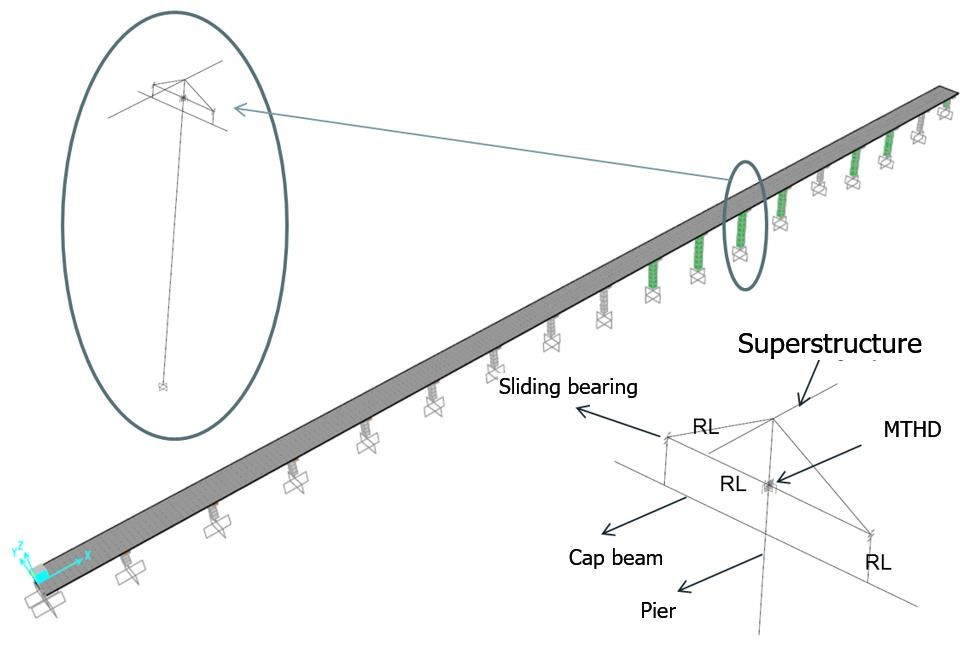 Superstructure
Sliding bearing
RL
MTHD
RL
Cap beam
RL
Pier
Z
Y
X